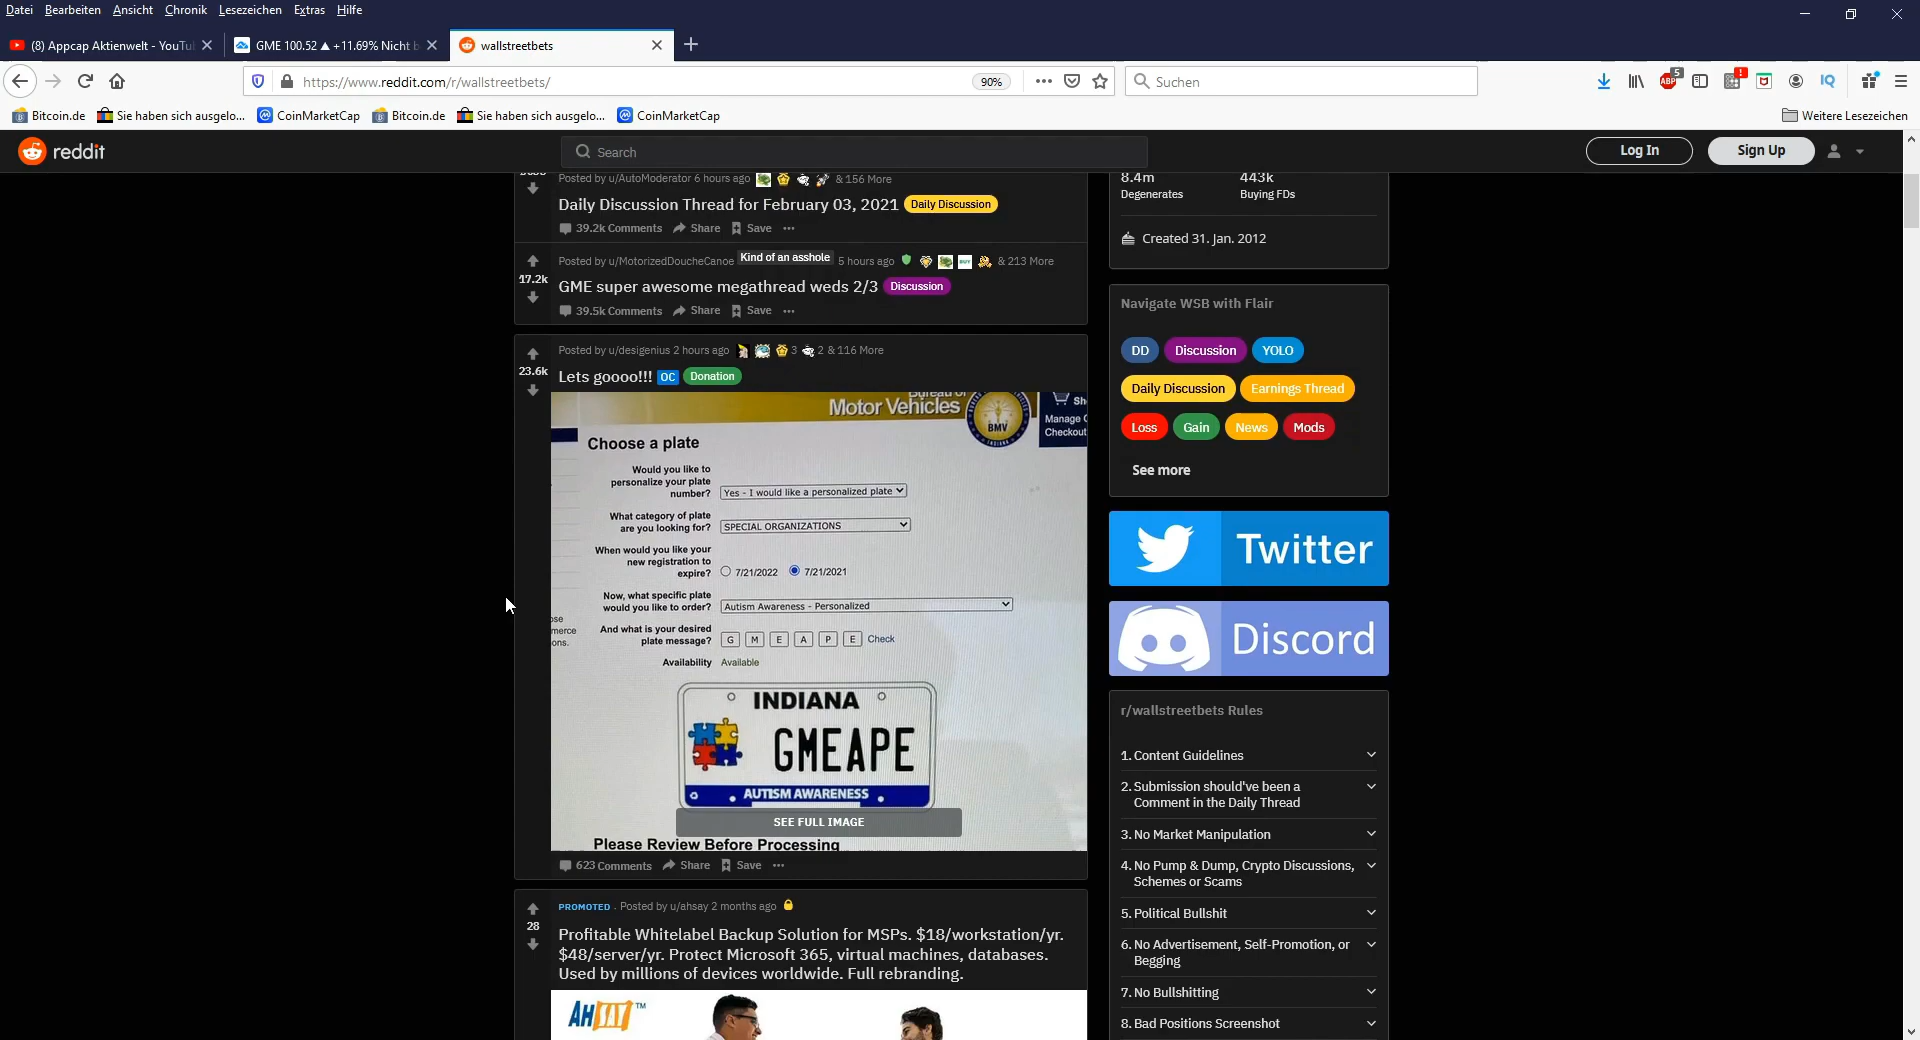 Datei Bearbeiten Ansicht Chronik Lesezeichen Extras Hilfe
(8) Appcap Aktienwelt - YouTu
GME 100.52 ▲ +11.69% Nicht b
wallstreetbets
https://www.reddit.com/r/wallstreetbets/
90%
Suchen
5
1
Bitcoin.de
Sie haben sich ausgelo...
CoinMarketCap
Bitcoin.de
Sie haben sich ausgelo...
CoinMarketCap
Weitere Lesezeichen
reddit
Search
Log In
Sign Up
Posted by u/AutoModerator 6 hours ago & 156 More
Daily Discussion Thread for February 03, 2021 Daily Discussion
39.2k Comments Share Save ...
Posted by u/MotorizedDoucheCanoe Kind of an asshole 5 hours ago & 213 More
17.2k
GME super awesome megathread weds 2/3 Discussion
39.5k Comments Share Save ...
Posted by u/desigenius 2 hours ago 3 2 & 116 More
23.6k
Lets goooo!!! OC Donation
Bureau of
Motor Vehicles
BMV
INDIANA
Sh
Manage
Checkout
Choose a plate
Would you like to
personalize your plate
number? Yes - I would like a personalized plate
What category of plate
are you looking for? SPECIAL ORGANIZATIONS
When would you like your
new registration to
expire? 7/21/2022 7/21/2021
Now, what specific plate
would you like to order? Autism Awareness - Personalized
And what is your desired
plate message? G M E A P E Check
Availability Available
ose
merce
ons.
INDIANA
GMEAPE
AUTISM AWARENESS
SEE FULL IMAGE
Please Review Before Processing
623 Comments Share Save ...
PROMOTED · Posted by u/ahsay 2 months ago
28
Profitable Whitelabel Backup Solution for MSPs. $18/workstation/yr.
$48/server/yr. Protect Microsoft 365, virtual machines, databases.
Used by millions of devices worldwide. Full rebranding.
AHSAY™
8.4m 443k
Degenerates Buying FDs
Created 31. Jan. 2012
Navigate WSB with Flair
DD Discussion YOLO
Daily Discussion Earnings Thread
Loss Gain News Mods
See more
Twitter
Discord
r/wallstreetbets Rules
1. Content Guidelines
2. Submission should've been a
Comment in the Daily Thread
3. No Market Manipulation
4. No Pump & Dump, Crypto Discussions,
Schemes or Scams
5. Political Bullshit
6. No Advertisement, Self-Promotion, or
Begging
7. No Bullshitting
8. Bad Positions Screenshot